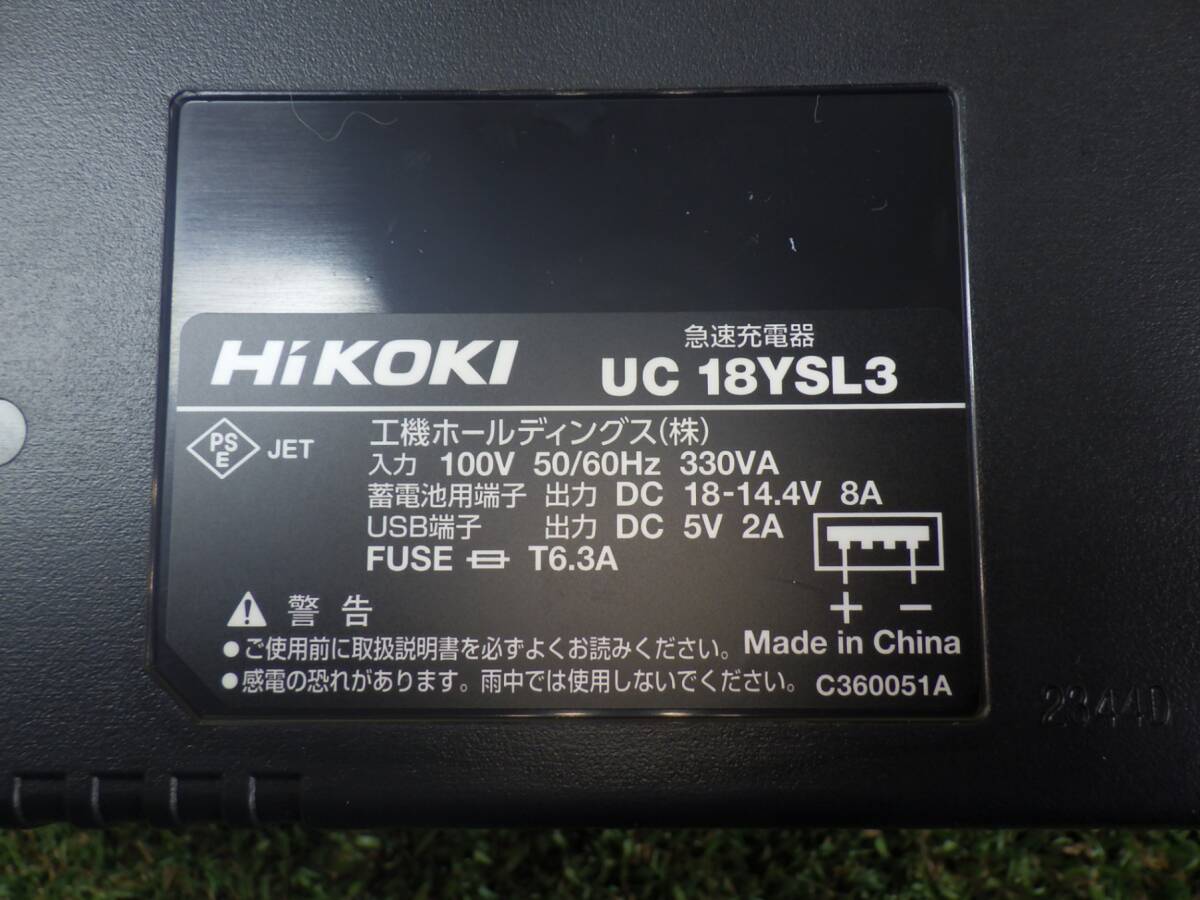 急速充電器
HiKOKI UC 18YSL3
PSE JET
工機ホールディングス(株)
入力 100V 50/60Hz 330VA
蓄電池用端子 出力 DC 18-14.4V 8A
USB端子 出力 DC 5V 2A
FUSE T6.3A
+ −
警告
●ご使用前に取扱説明書を必ずよくお読みください。 Made in China
●感電の恐れがあります。雨中では使用しないでください。 C360051A
2344D